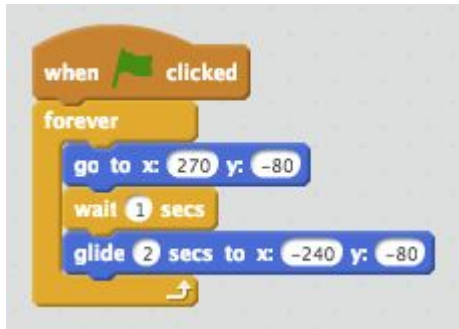 when clicked
forever
go to x: 270 y: -80
wait 1 secs
glide 2 secs to x: -240 y: -80